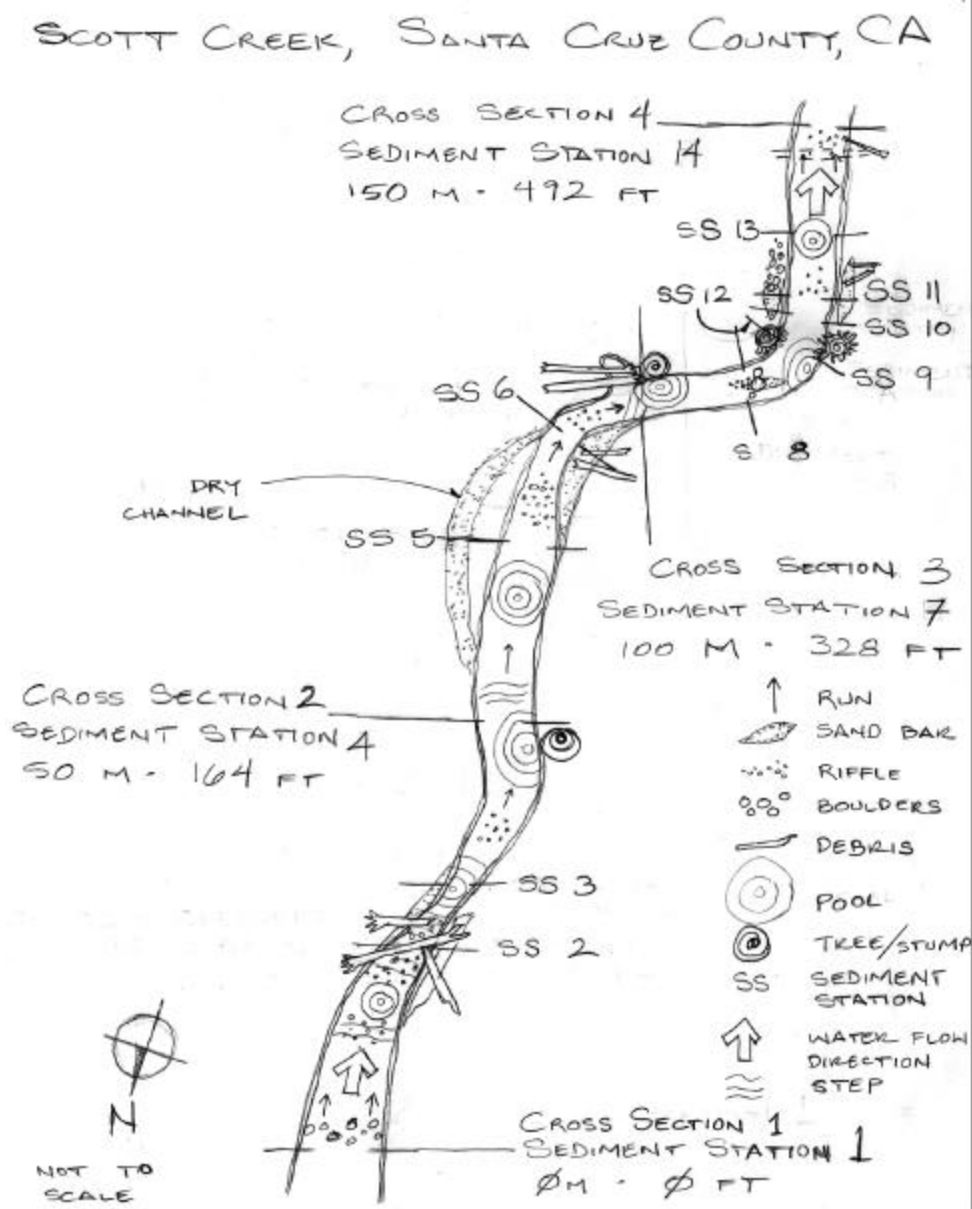 SCOTT CREEK, SANTA CRUZ COUNTY, CA
CROSS SECTION 4
SEDIMENT STATION 14
150 M - 492 FT
SS 13
SS 12
SS 11
SS 10
SS 9
SS 6
S 8
DRY
CHANNEL
SS 5
CROSS SECTION 3
SEDIMENT STATION 7
100 M - 328 FT
CROSS SECTION 2
SEDIMENT STATION 4
50 M - 164 FT
RUN
SAND BAR
RIFFLE
BOULDERS
DEBRIS
POOL
TREE/STUMP
SS SEDIMENT
STATION
WATER FLOW
DIRECTION
STEP
SS 3
SS 2
N
NOT TO
SCALE
CROSS SECTION 1
SEDIMENT STATION 1
ØM - Ø FT